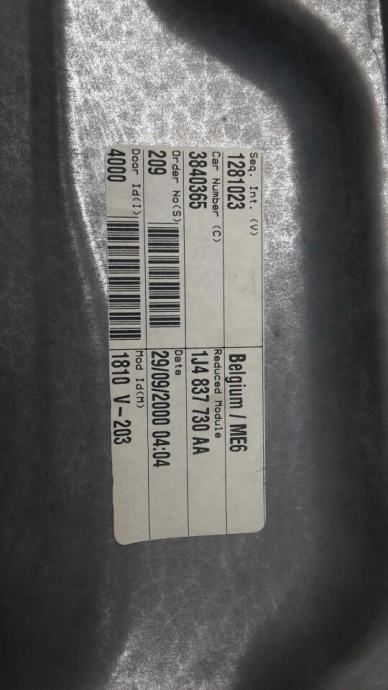 Seq. Int. (V)
1281023
Belgium / ME6
Car Number (C)
3840365
Reduced Module
1J4 837 730 AA
Order No(S)
209
Date
29/09/2000 04:04
Door Id(I)
4000
Mod Id(M)
1810 V-203